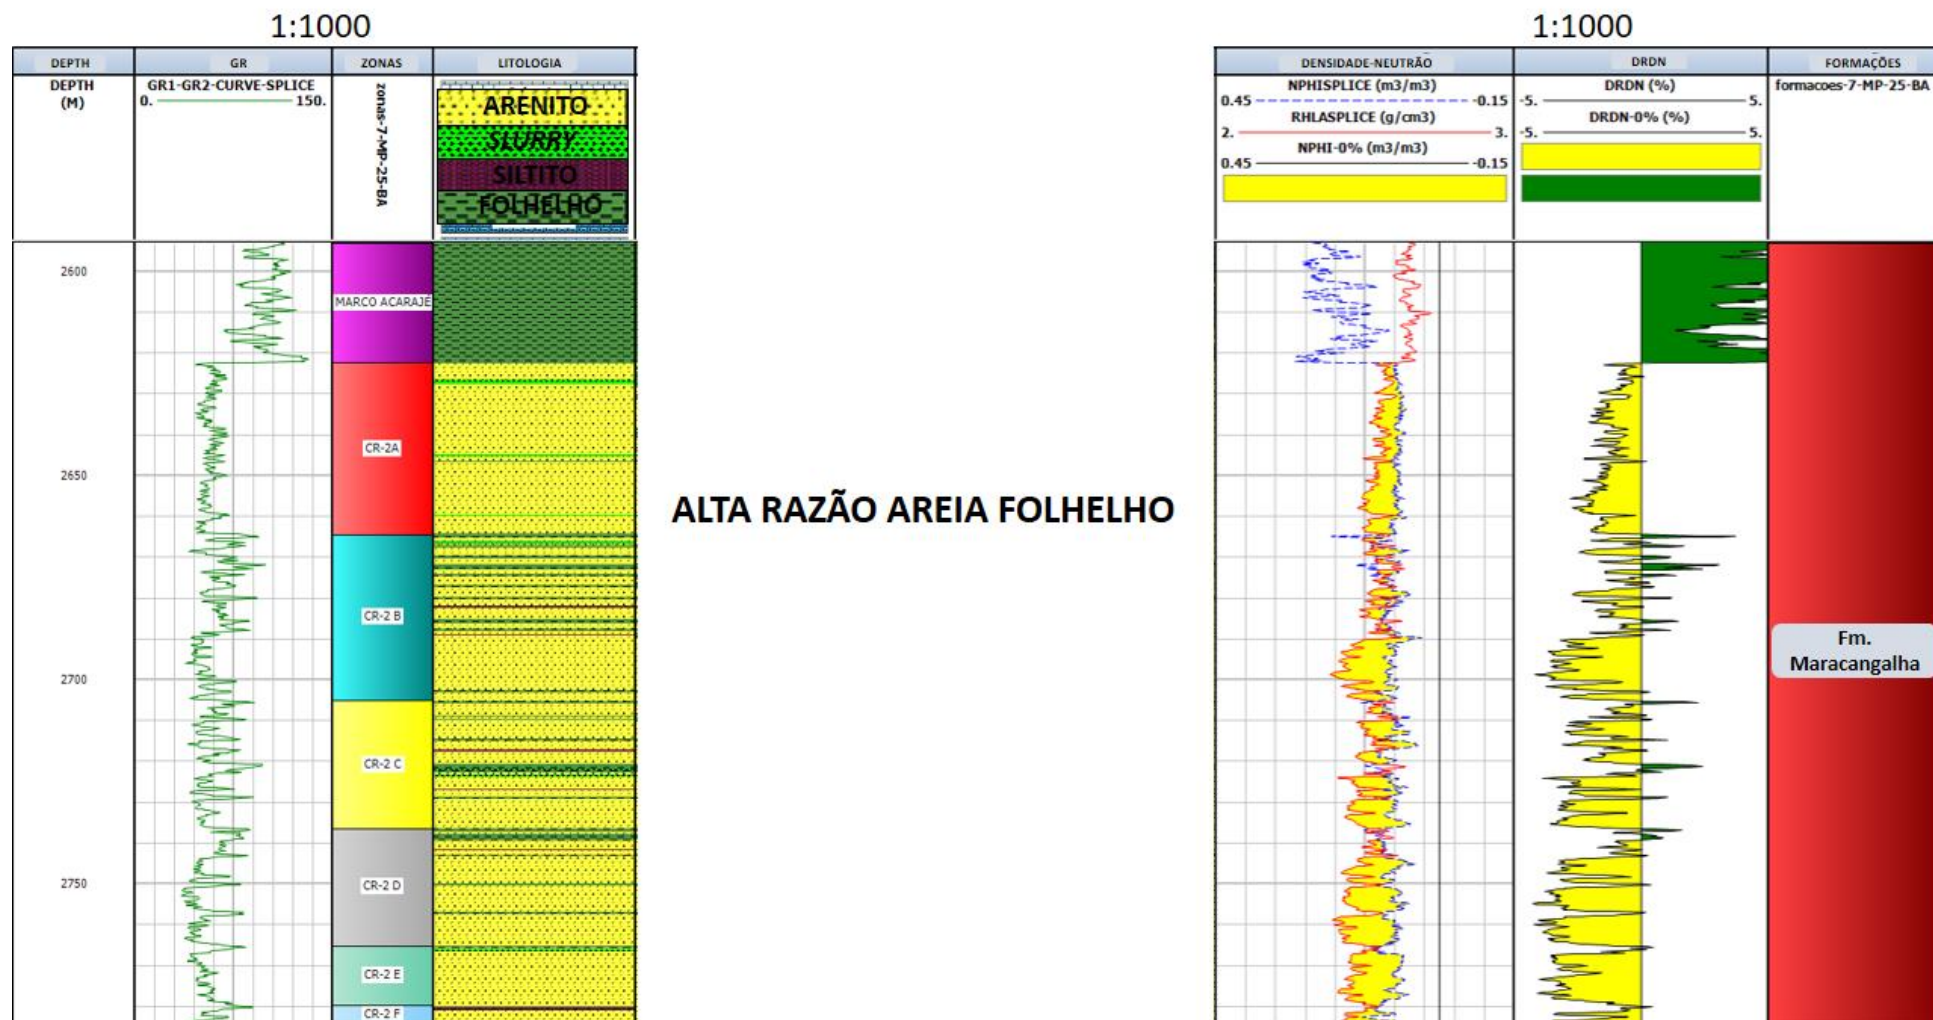 1:1000
DEPTH
GR
ZONAS
LITOLOGIA
DEPTH
(M)
GR1-GR2-CURVE-SPLICE
0. 150.
zonas-7-MP-25-BA
ARENITO
SLURRY
SILTITO
FOLHELHO
2600
2650
2700
2750
MARCO ACARAJÉ
CR-2A
CR-2 B
CR-2 C
CR-2 D
CR-2 E
CR-2 F
ALTA RAZÃO AREIA FOLHELHO
1:1000
DENSIDADE-NEUTRÃO
DRDN
FORMAÇÕES
NPHISPLICE (m3/m3)
0.45 -0.15
RHLASPLICE (g/cm3)
2. 3.
NPHI-0% (m3/m3)
0.45 -0.15
DRDN (%)
-5. 5.
DRDN-0% (%)
-5. 5.
formacoes-7-MP-25-BA
Fm.
Maracangalha